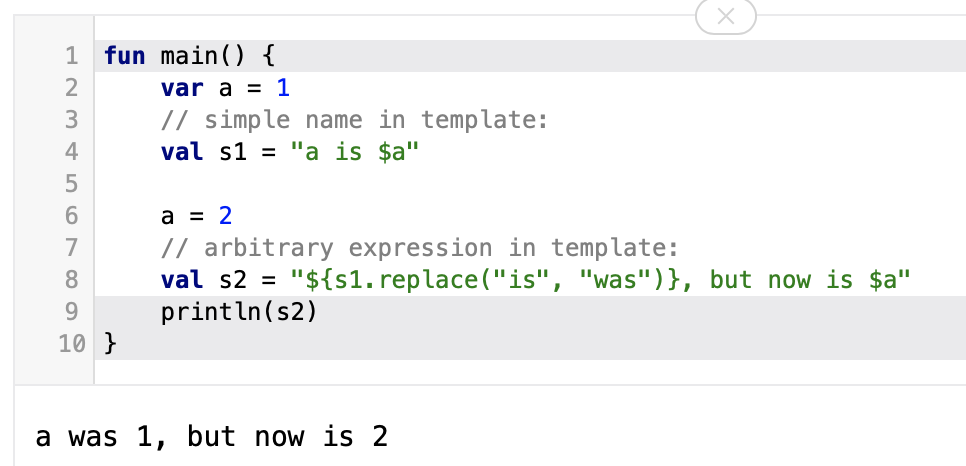 1 fun main() {
2 var a = 1
3 // simple name in template:
4 val s1 = "a is $a"
5
6 a = 2
7 // arbitrary expression in template:
8 val s2 = "${s1.replace("is", "was")}, but now is $a"
9 println(s2)
10 }
a was 1, but now is 2